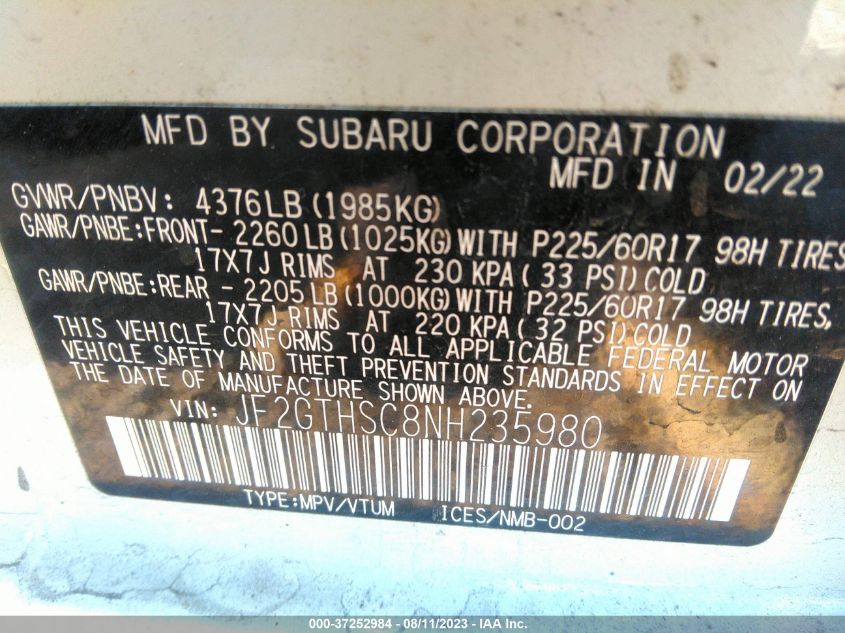 MFD BY SUBARU CORPORATION
MFD IN 02/22
GVWR/PNBV: 4376LB (1985KG)
GAWR/PNBE:FRONT- 2260LB (1025KG) WITH P225/60R17 98H TIRES
17X7J RIMS AT 230 KPA ( 33 PSI) COLD
GAWR/PNBE:REAR - 2205LB (1000KG) WITH P225/60R17 98H TIRES,
17X7J RIMS AT 220 KPA ( 32 PSI) COLD
THIS VEHICLE CONFORMS TO ALL APPLICABLE FEDERAL MOTOR
VEHICLE SAFETY AND THEFT PREVENTION STANDARDS IN EFFECT ON
THE DATE OF MANUFACTURE SHOWN ABOVE.
VIN: JF2GTHSC8NH235980
TYPE:MPV/VTUM ICES/NMB-002
000-37252984 - 08/11/2023 - IAA Inc.